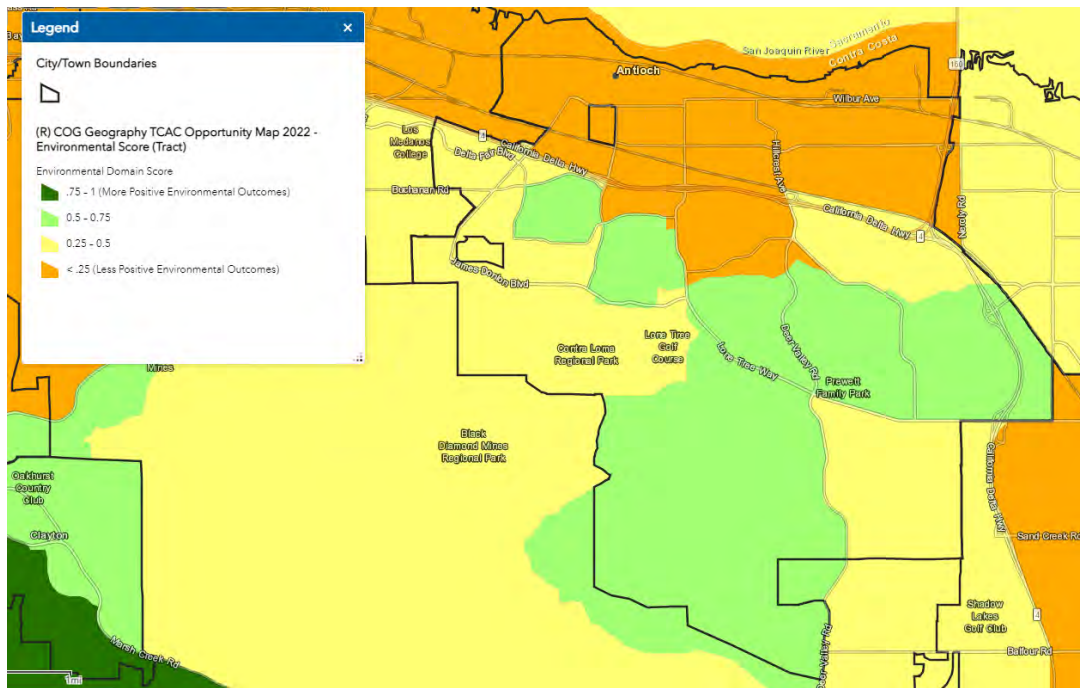 Legend
×
City/Town Boundaries
(R) COG Geography TCAC Opportunity Map 2022 -
Environmental Score (Tract)
Environmental Domain Score
.75 - 1 (More Positive Environmental Outcomes)
0.5 - 0.75
0.25 - 0.5
< .25 (Less Positive Environmental Outcomes)
Sacramento
San Joaquin River
Contra Costa
160
Antioch
Wilbur Ave
Los
Medanos
College
4
California Delta Hwy
Delta Fair Blvd
Hillcrest Ave
Buchanan Rd
California Delta Hwy
4
Neroly Rd
James Donlon Blvd
Contra Loma
Regional Park
Lone Tree
Golf
Course
Lone Tree Way
Deer Valley Rd
Prewett
Family Park
Mines
Black
Diamond Mines
Regional Park
Oakhurst
Country
Club
Clayton
California Delta Hwy
Sand Creek Rd
Shadow
Lakes
Golf Club
4
Marsh Creek Rd
Deer Valley Rd
Balfour Rd
1mi